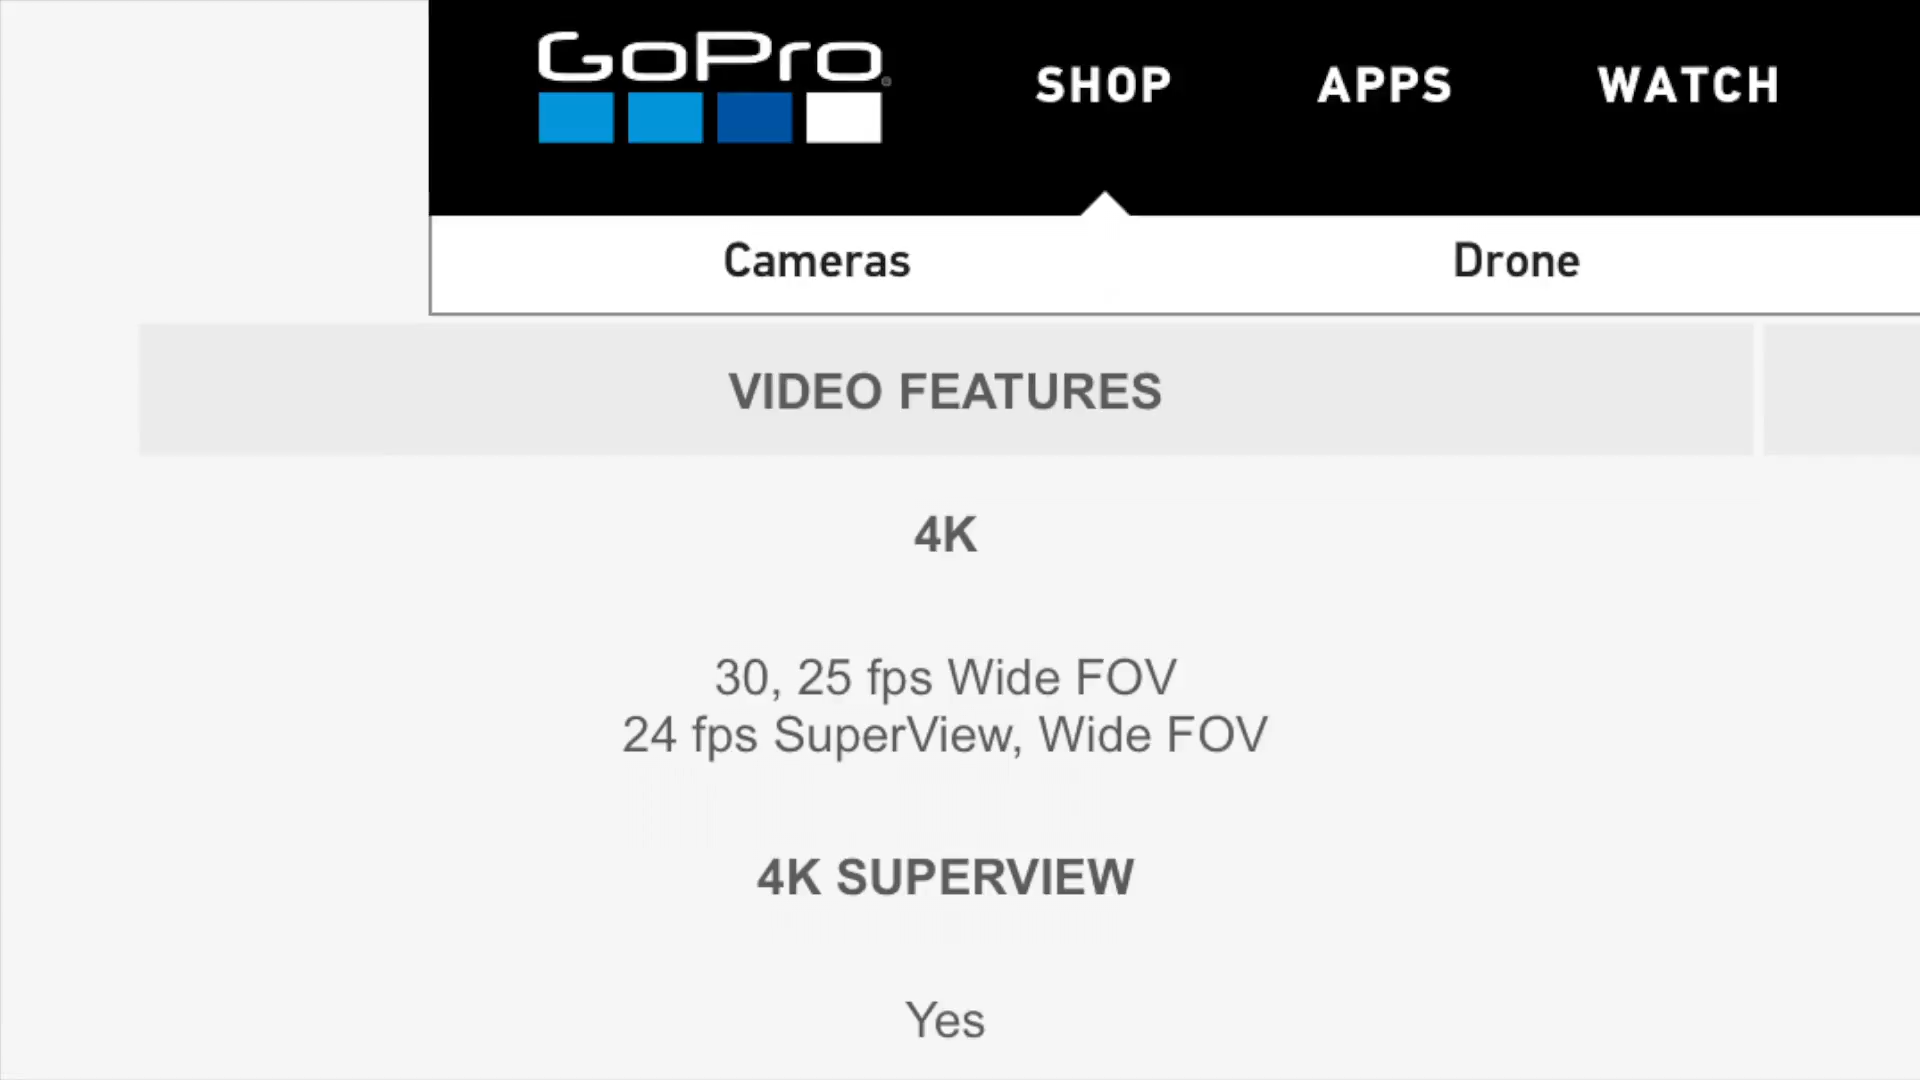 GoPro
SHOP APPS WATCH
Cameras Drone
VIDEO FEATURES
4K
30, 25 fps Wide FOV
24 fps SuperView, Wide FOV
4K SUPERVIEW
Yes